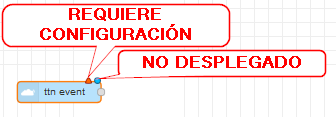 REQUIERE
CONFIGURACIÓN
NO DESPLEGADO
ttn event